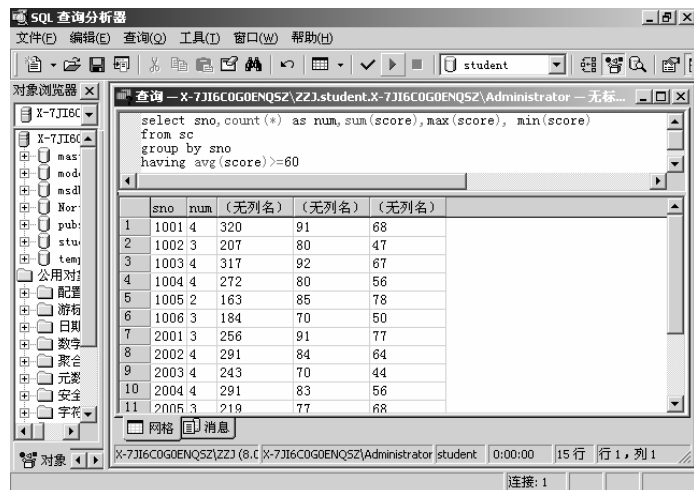 SQL 查询分析器
文件(F) 编辑(E) 查询(Q) 工具(T) 窗口(W) 帮助(H)
student
对象浏览器
X-7JI6C
X-7JI6C
mas
mode
msdl
Nor
pub
stu
temp
公用对
配置
游标
日期
数学
聚合
元数
安全
字符
对象
查询 — X-7JI6C0G0ENQSZ\ZZJ.student.X-7JI6C0G0ENQSZ\Administrator — 无标...
select sno,count(*) as num,sum(score),max(score), min(score)
from sc
group by sno
having avg(score)>=60
sno num (无列名) (无列名) (无列名)
1 1001 4 320 91 68
2 1002 3 207 80 47
3 1003 4 317 92 67
4 1004 4 272 80 56
5 1005 2 163 85 78
6 1006 3 184 70 50
7 2001 3 256 91 77
8 2002 4 291 84 64
9 2003 4 243 70 44
10 2004 4 291 83 56
11 2005 3 219 77 68
网格 消息
X-7JI6C0G0ENQSZ\ZZJ (8.0 X-7JI6C0G0ENQSZ\Administrator student 0:00:00 15 行 行 1, 列 1
连接: 1